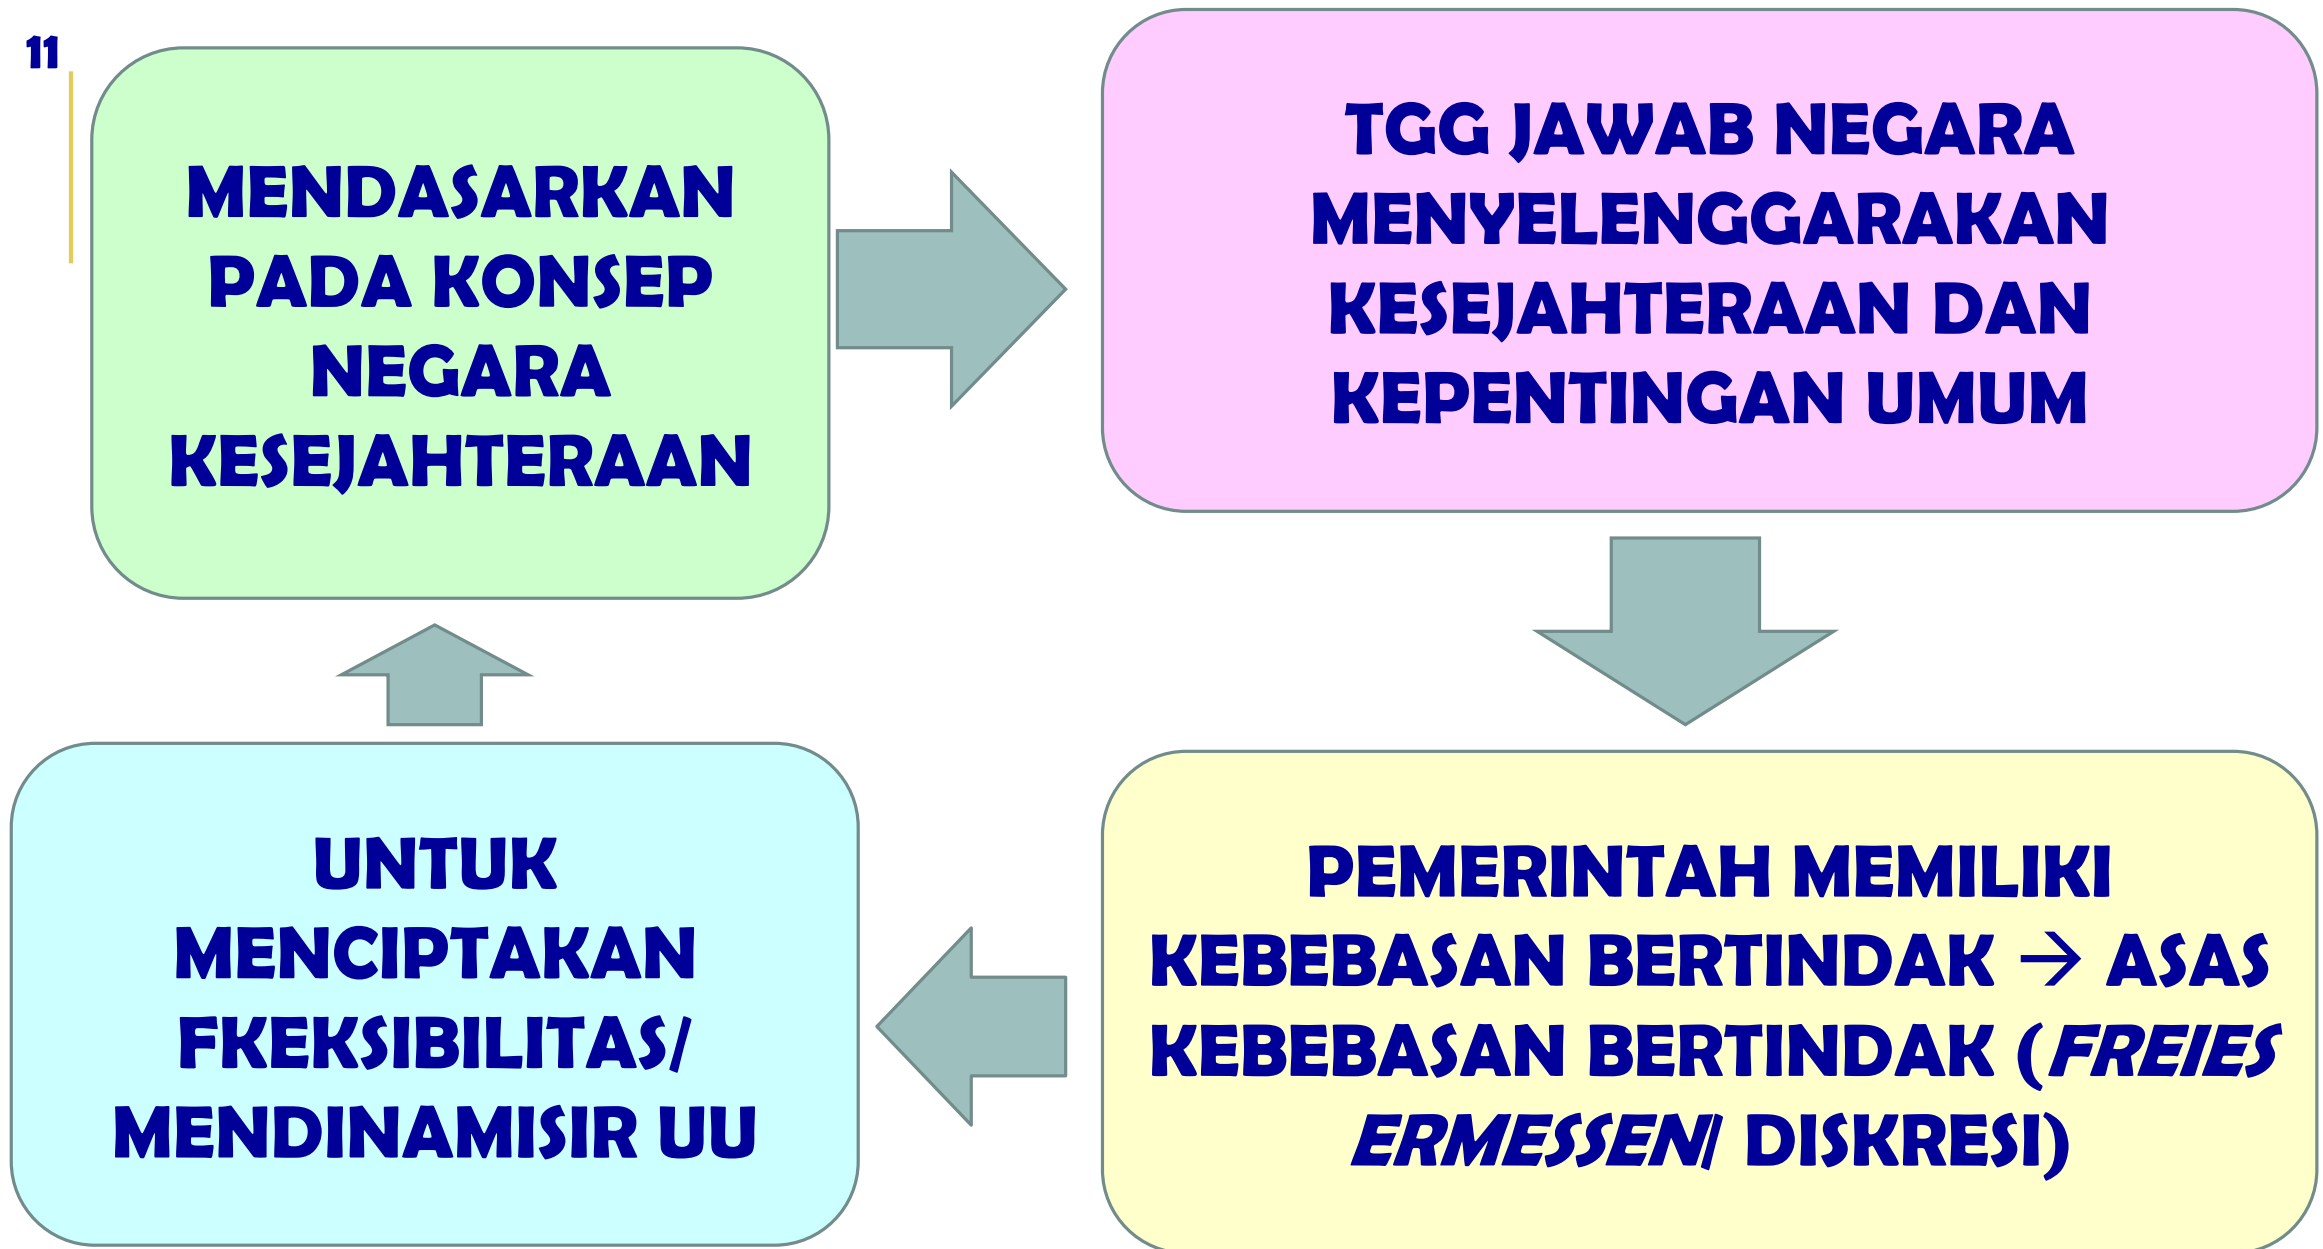 11
MENDASARKAN
PADA KONSEP
NEGARA
KESEJAHTERAAN
TGG JAWAB NEGARA
MENYELENGGARAKAN
KESEJAHTERAAN DAN
KEPENTINGAN UMUM
PEMERINTAH MEMILIKI
KEBEBASAN BERTINDAK → ASAS
KEBEBASAN BERTINDAK (FREIES
ERMESSEN/ DISKRESI)
UNTUK
MENCIPTAKAN
FKEKSIBILITAS/
MENDINAMISIR UU